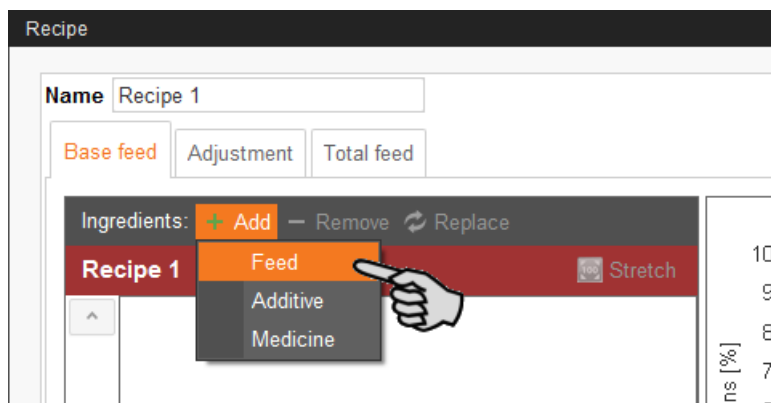 Recipe
Name Recipe 1
Base feed Adjustment Total feed
Ingredients: + Add − Remove Replace
Recipe 1 100 Stretch
Feed
Additive
Medicine